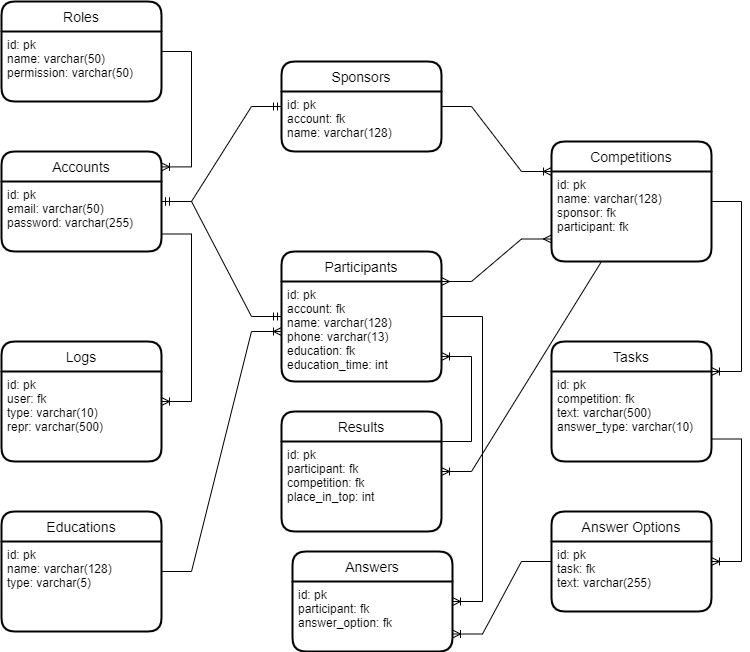 Roles
id: pk
name: varchar(50)
permission: varchar(50)
Accounts
id: pk
email: varchar(50)
password: varchar(255)
Logs
id: pk
user: fk
type: varchar(10)
repr: varchar(500)
Educations
id: pk
name: varchar(128)
type: varchar(5)
Sponsors
id: pk
account: fk
name: varchar(128)
Participants
id: pk
account: fk
name: varchar(128)
phone: varchar(13)
education: fk
education_time: int
Results
id: pk
participant: fk
competition: fk
place_in_top: int
Answers
id: pk
participant: fk
answer_option: fk
Competitions
id: pk
name: varchar(128)
sponsor: fk
participant: fk
Tasks
id: pk
competition: fk
text: varchar(500)
answer_type: varchar(10)
Answer Options
id: pk
task: fk
text: varchar(255)